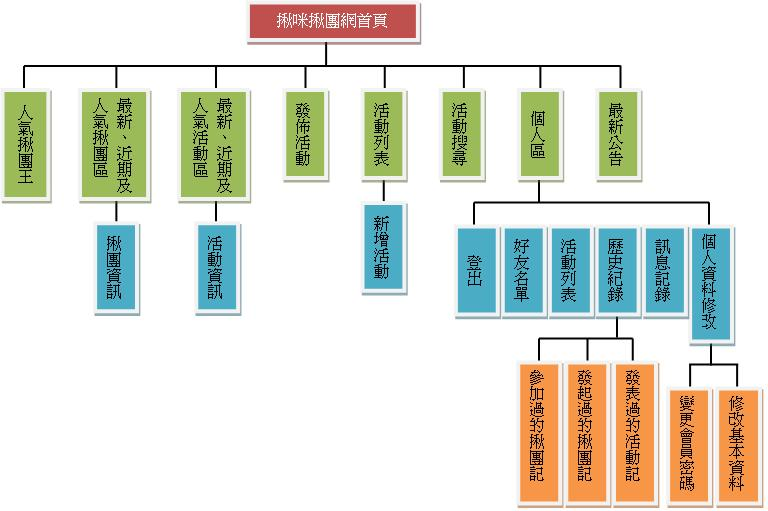 揪咪揪團網首頁
人氣揪團王
最新、近期及
人氣揪團區
最新、近期及
人氣活動區
發佈活動
活動列表
活動搜尋
個人區
最新公告
揪團資訊
活動資訊
新增活動
登出
好友名單
活動列表
歷史紀錄
訊息記錄
個人資料修改
參加過的揪團記
發起過的揪團記
發表過的活動記
變更會員密碼
修改基本資料